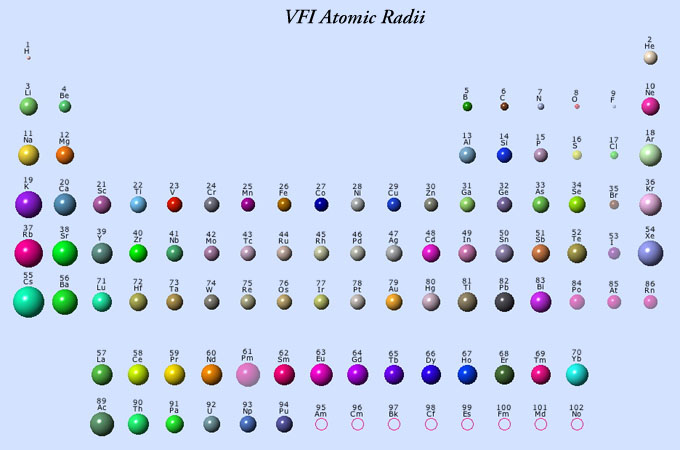 VFI Atomic Radii
1 2
H He
3 4 5 6 7 8 9 10
Li Be B C N O F Ne
11 12 13 14 15 16 17 18
Na Mg Al Si P S Cl Ar
19 20 21 22 23 24 25 26 27 28 29 30 31 32 33 34 35 36
K Ca Sc Ti V Cr Mn Fe Co Ni Cu Zn Ga Ge As Se Br Kr
37 38 39 40 41 42 43 44 45 46 47 48 49 50 51 52 53 54
Rb Sr Y Zr Nb Mo Tc Ru Rh Pd Ag Cd In Sn Sb Te I Xe
55 56 71 72 73 74 75 76 77 78 79 80 81 82 83 84 85 86
Cs Ba Lu Hf Ta W Re Os Ir Pt Au Hg Tl Pb Bi Po At Rn
57 58 59 60 61 62 63 64 65 66 67 68 69 70
La Ce Pr Nd Pm Sm Eu Gd Tb Dy Ho Er Tm Yb
89 90 91 92 93 94 95 96 97 98 99 100 101 102
Ac Th Pa U Np Pu Am Cm Bk Cf Es Fm Md No